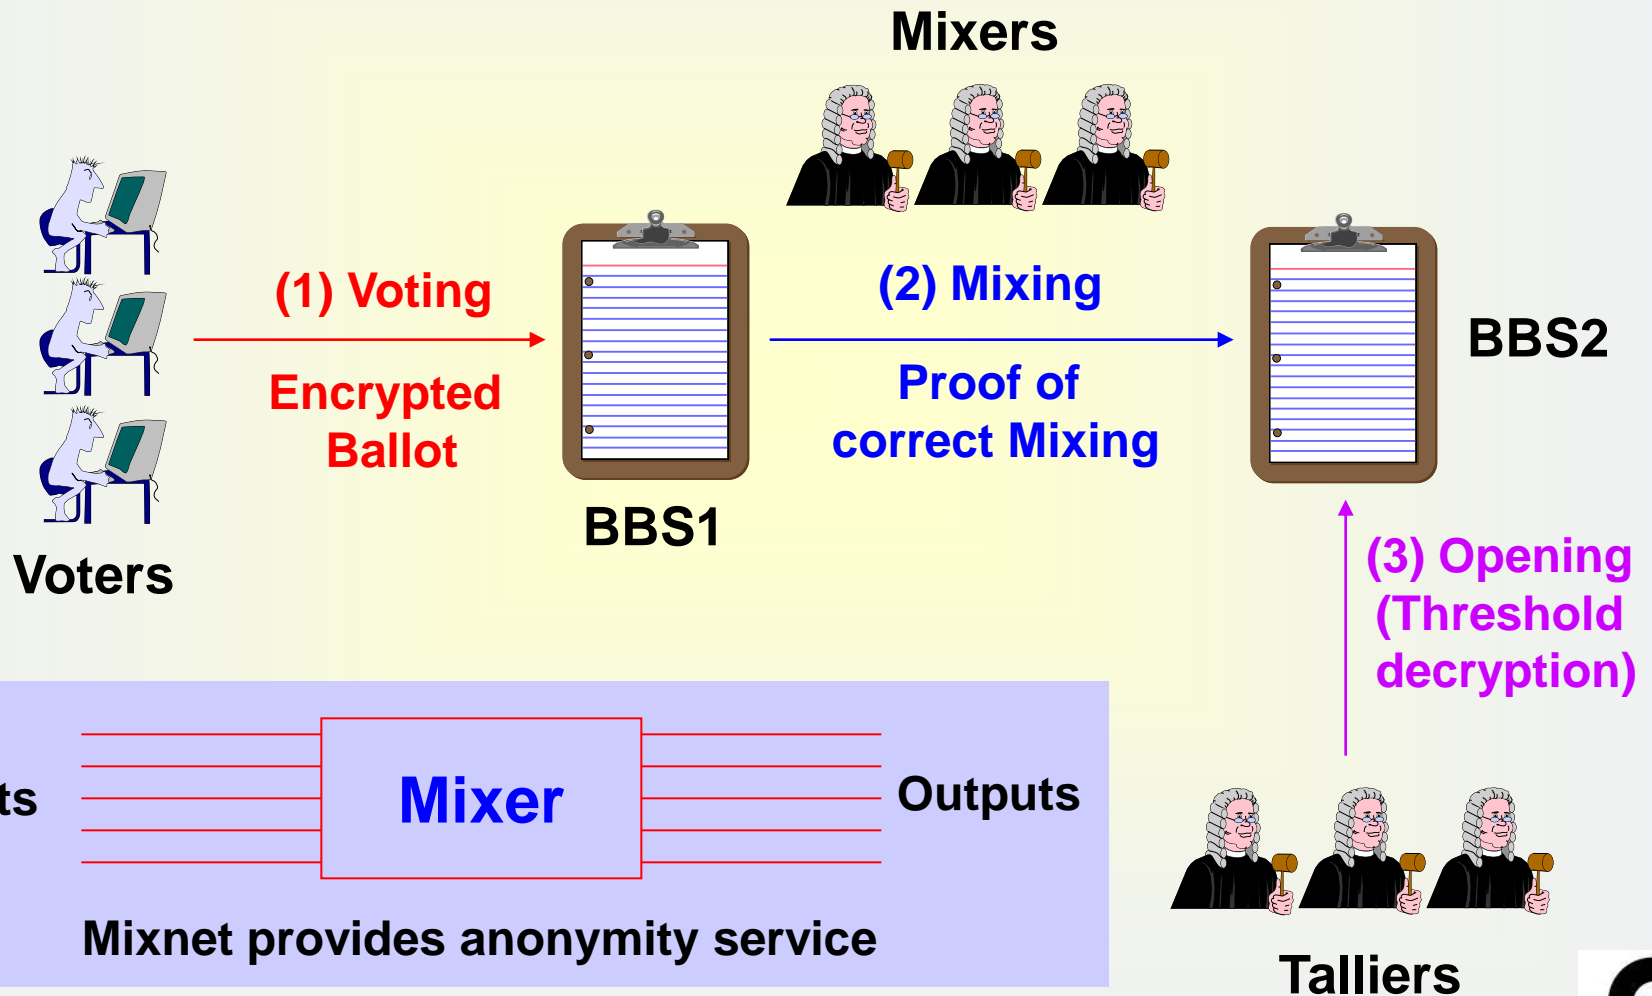 Mixers
(1) Voting
Encrypted
Ballot
(2) Mixing
Proof of
correct Mixing
BBS1
BBS2
Voters
(3) Opening
(Threshold
decryption)
ts
Mixer
Outputs
Mixnet provides anonymity service
Talliers